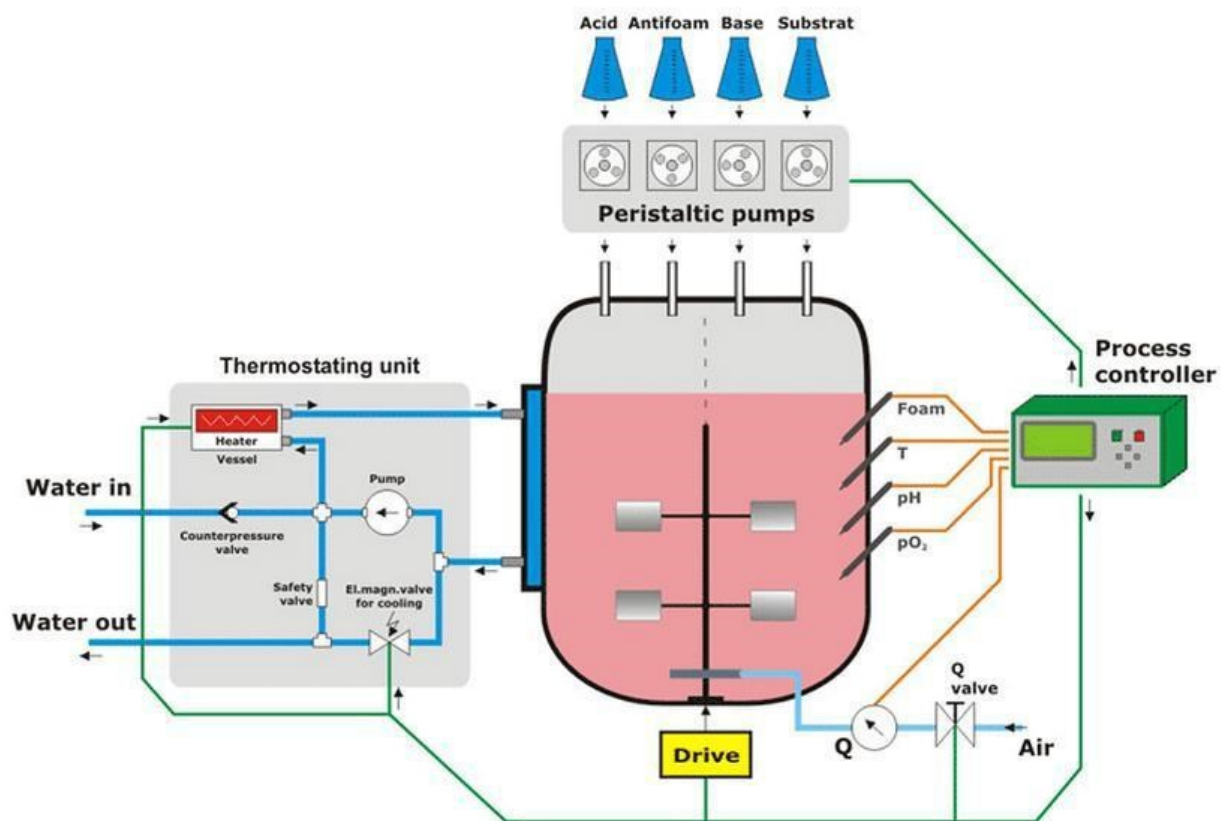 Acid Antifoam Base Substrat
Peristaltic pumps
Thermostating unit
Heater
Vessel
Water in
Pump
Counterpressure
valve
Safety
valve
El.magn.valve
for cooling
Water out
Foam
T
pH
pO₂
Process
controller
Q
valve
Q
Air
Drive